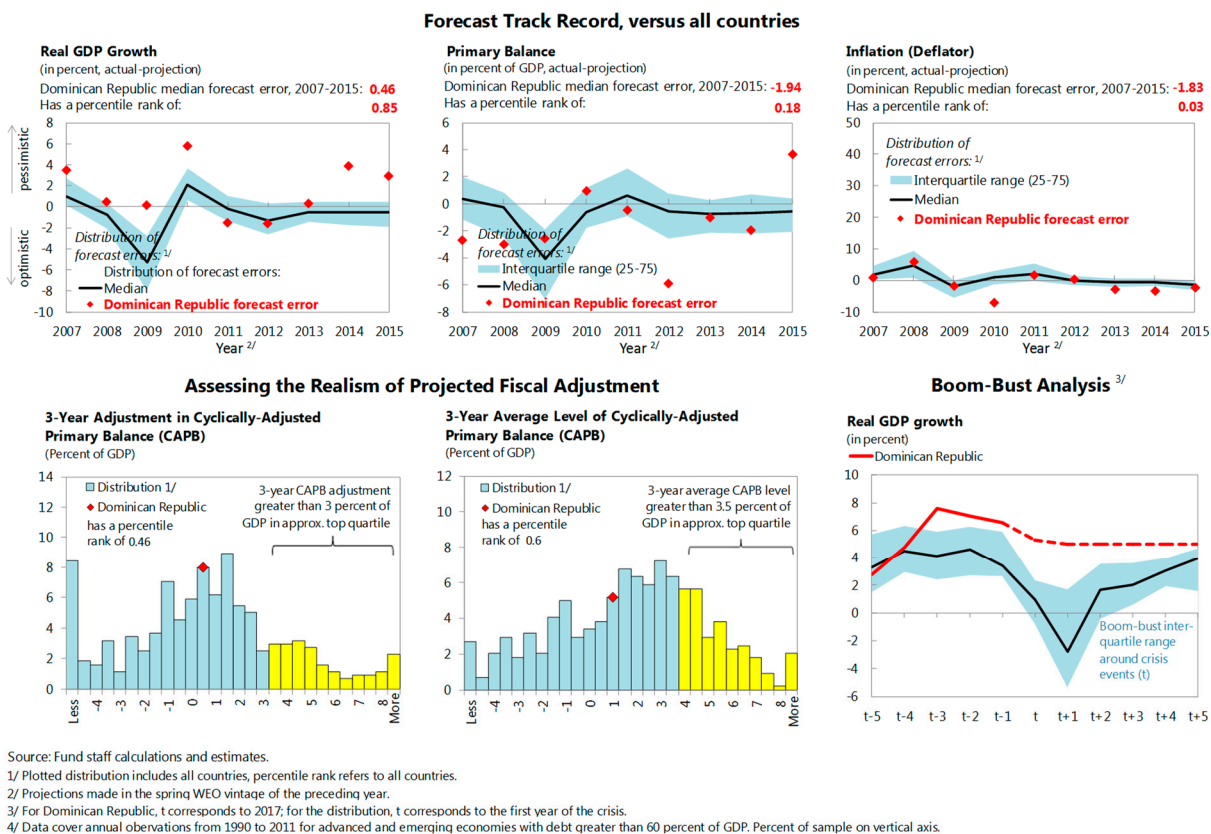 Forecast Track Record, versus all countries
Real GDP Growth
(in percent, actual-projection)
Dominican Republic median forecast error, 2007-2015: 0.46
Has a percentile rank of: 0.85
pessimistic
optimistic
8
6
4
2
0
-2
-4
-6
-8
-10
Distribution of
forecast errors: 1/
Distribution of forecast errors:
Median
Dominican Republic forecast error
2007 2008 2009 2010 2011 2012 2013 2014 2015
Year 2/
Primary Balance
(in percent of GDP, actual-projection)
Dominican Republic median forecast error, 2007-2015: -1.94
Has a percentile rank of: 0.18
8
6
4
2
0
-2
-4
-6
-8
Distribution of
forecast errors: 1/
Interquartile range (25-75)
Median
Dominican Republic forecast error
2007 2008 2009 2010 2011 2012 2013 2014 2015
Year 2/
Inflation (Deflator)
(in percent, actual-projection)
Dominican Republic median forecast error, 2007-2015: -1.83
Has a percentile rank of: 0.03
50
40
30
20
10
0
-10
Distribution of
forecast errors: 1/
Interquartile range (25-75)
Median
Dominican Republic forecast error
2007 2008 2009 2010 2011 2012 2013 2014 2015
Year 2/
Assessing the Realism of Projected Fiscal Adjustment
3-Year Adjustment in Cyclically-Adjusted
Primary Balance (CAPB)
(Percent of GDP)
14
12
10
8
6
4
2
0
Distribution 1/
Dominican Republic
has a percentile
rank of 0.46
3-year CAPB adjustment
greater than 3 percent of
GDP in approx. top quartile
Less -4 -3 -2 -1 0 1 2 3 4 5 6 7 8 More
3-Year Average Level of Cyclically-Adjusted
Primary Balance (CAPB)
(Percent of GDP)
12
10
8
6
4
2
0
Distribution 1/
Dominican Republic
has a percentile
rank of 0.6
3-year average CAPB level
greater than 3.5 percent of
GDP in approx. top quartile
Less -4 -3 -2 -1 0 1 2 3 4 5 6 7 8 More
Boom-Bust Analysis 3/
Real GDP growth
(in percent)
Dominican Republic
10
8
6
4
2
0
-2
-4
-6
Boom-bust inter-
quartile range
around crisis
events (t)
t-5 t-4 t-3 t-2 t-1 t t+1 t+2 t+3 t+4 t+5
Source: Fund staff calculations and estimates.
1/ Plotted distribution includes all countries, percentile rank refers to all countries.
2/ Projections made in the spring WEO vintage of the preceding year.
3/ For Dominican Republic, t corresponds to 2017; for the distribution, t corresponds to the first year of the crisis.
4/ Data cover annual obervations from 1990 to 2011 for advanced and emerging economies with debt greater than 60 percent of GDP. Percent of sample on vertical axis.